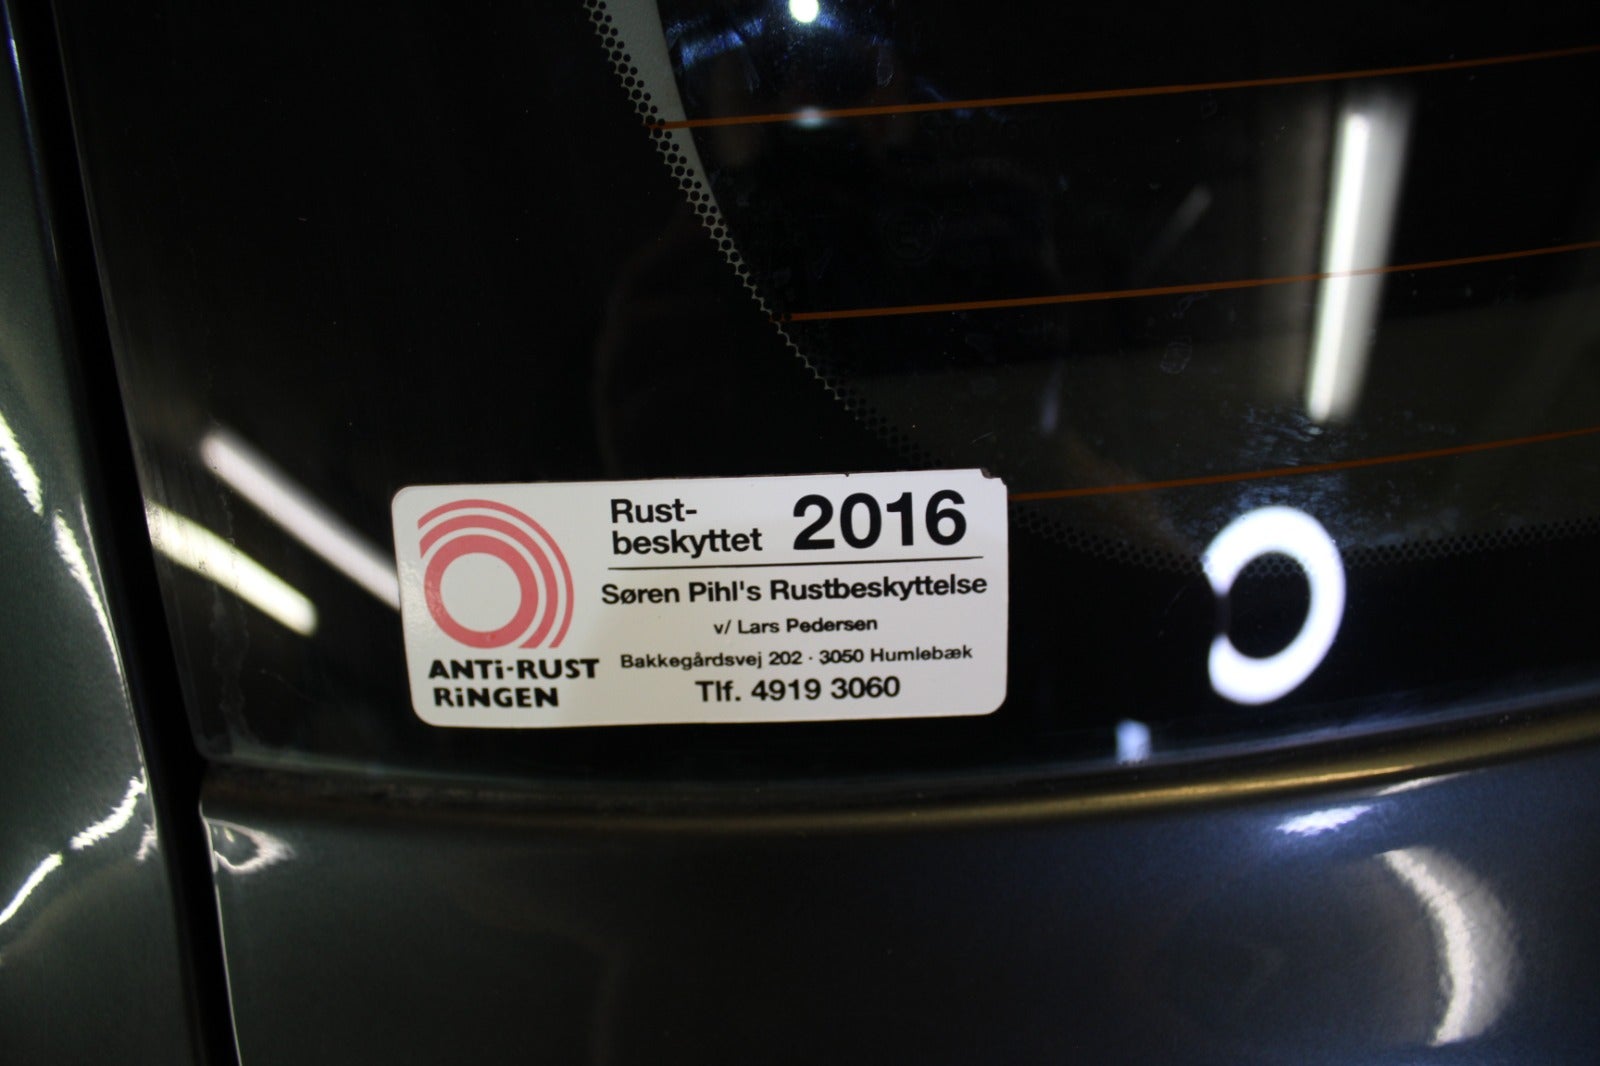 Rust-
beskyttet 2016
Søren Pihl's Rustbeskyttelse
v/ Lars Pedersen
Bakkegårdsvej 202 · 3050 Humlebæk
Tlf. 4919 3060
ANTi-RUST
RiNGEN